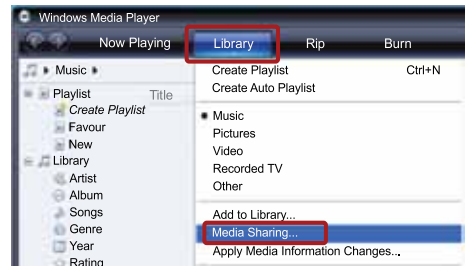 Windows Media Player
Now Playing Library Rip Burn
Music
Playlist Title
Create Playlist
Favour
New
Library
Artist
Album
Songs
Genre
Year
Rating
Create Playlist Ctrl+N
Create Auto Playlist
Music
Pictures
Video
Recorded TV
Other
Add to Library...
Media Sharing...
Apply Media Information Changes...